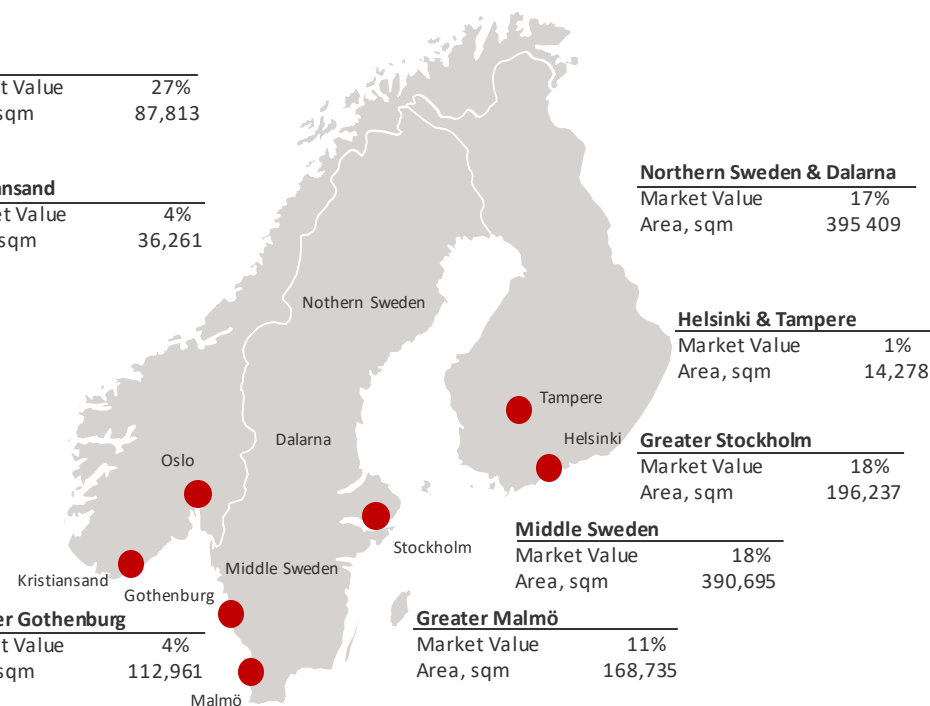 t Value 27%
sqm 87,813
ansand
et Value 4%
sqm 36,261
Northern Sweden & Dalarna
Market Value 17%
Area, sqm 395 409
Nothern Sweden
Helsinki & Tampere
Market Value 1%
Area, sqm 14,278
Tampere
Helsinki
Dalarna
Oslo
Greater Stockholm
Market Value 18%
Area, sqm 196,237
Stockholm
Middle Sweden
Market Value 18%
Area, sqm 390,695
Middle Sweden
Kristiansand
Gothenburg
er Gothenburg
t Value 4%
sqm 112,961
Greater Malmö
Market Value 11%
Area, sqm 168,735
Malmö